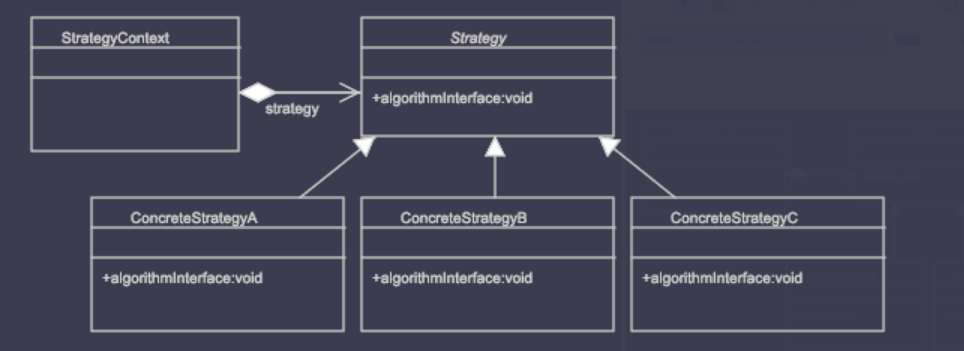 StrategyContext
Strategy
strategy
+algorithmInterface:void
ConcreteStrategyA
ConcreteStrategyB
ConcreteStrategyC
+algorithmInterface:void
+algorithmInterface:void
+algorithmInterface:void